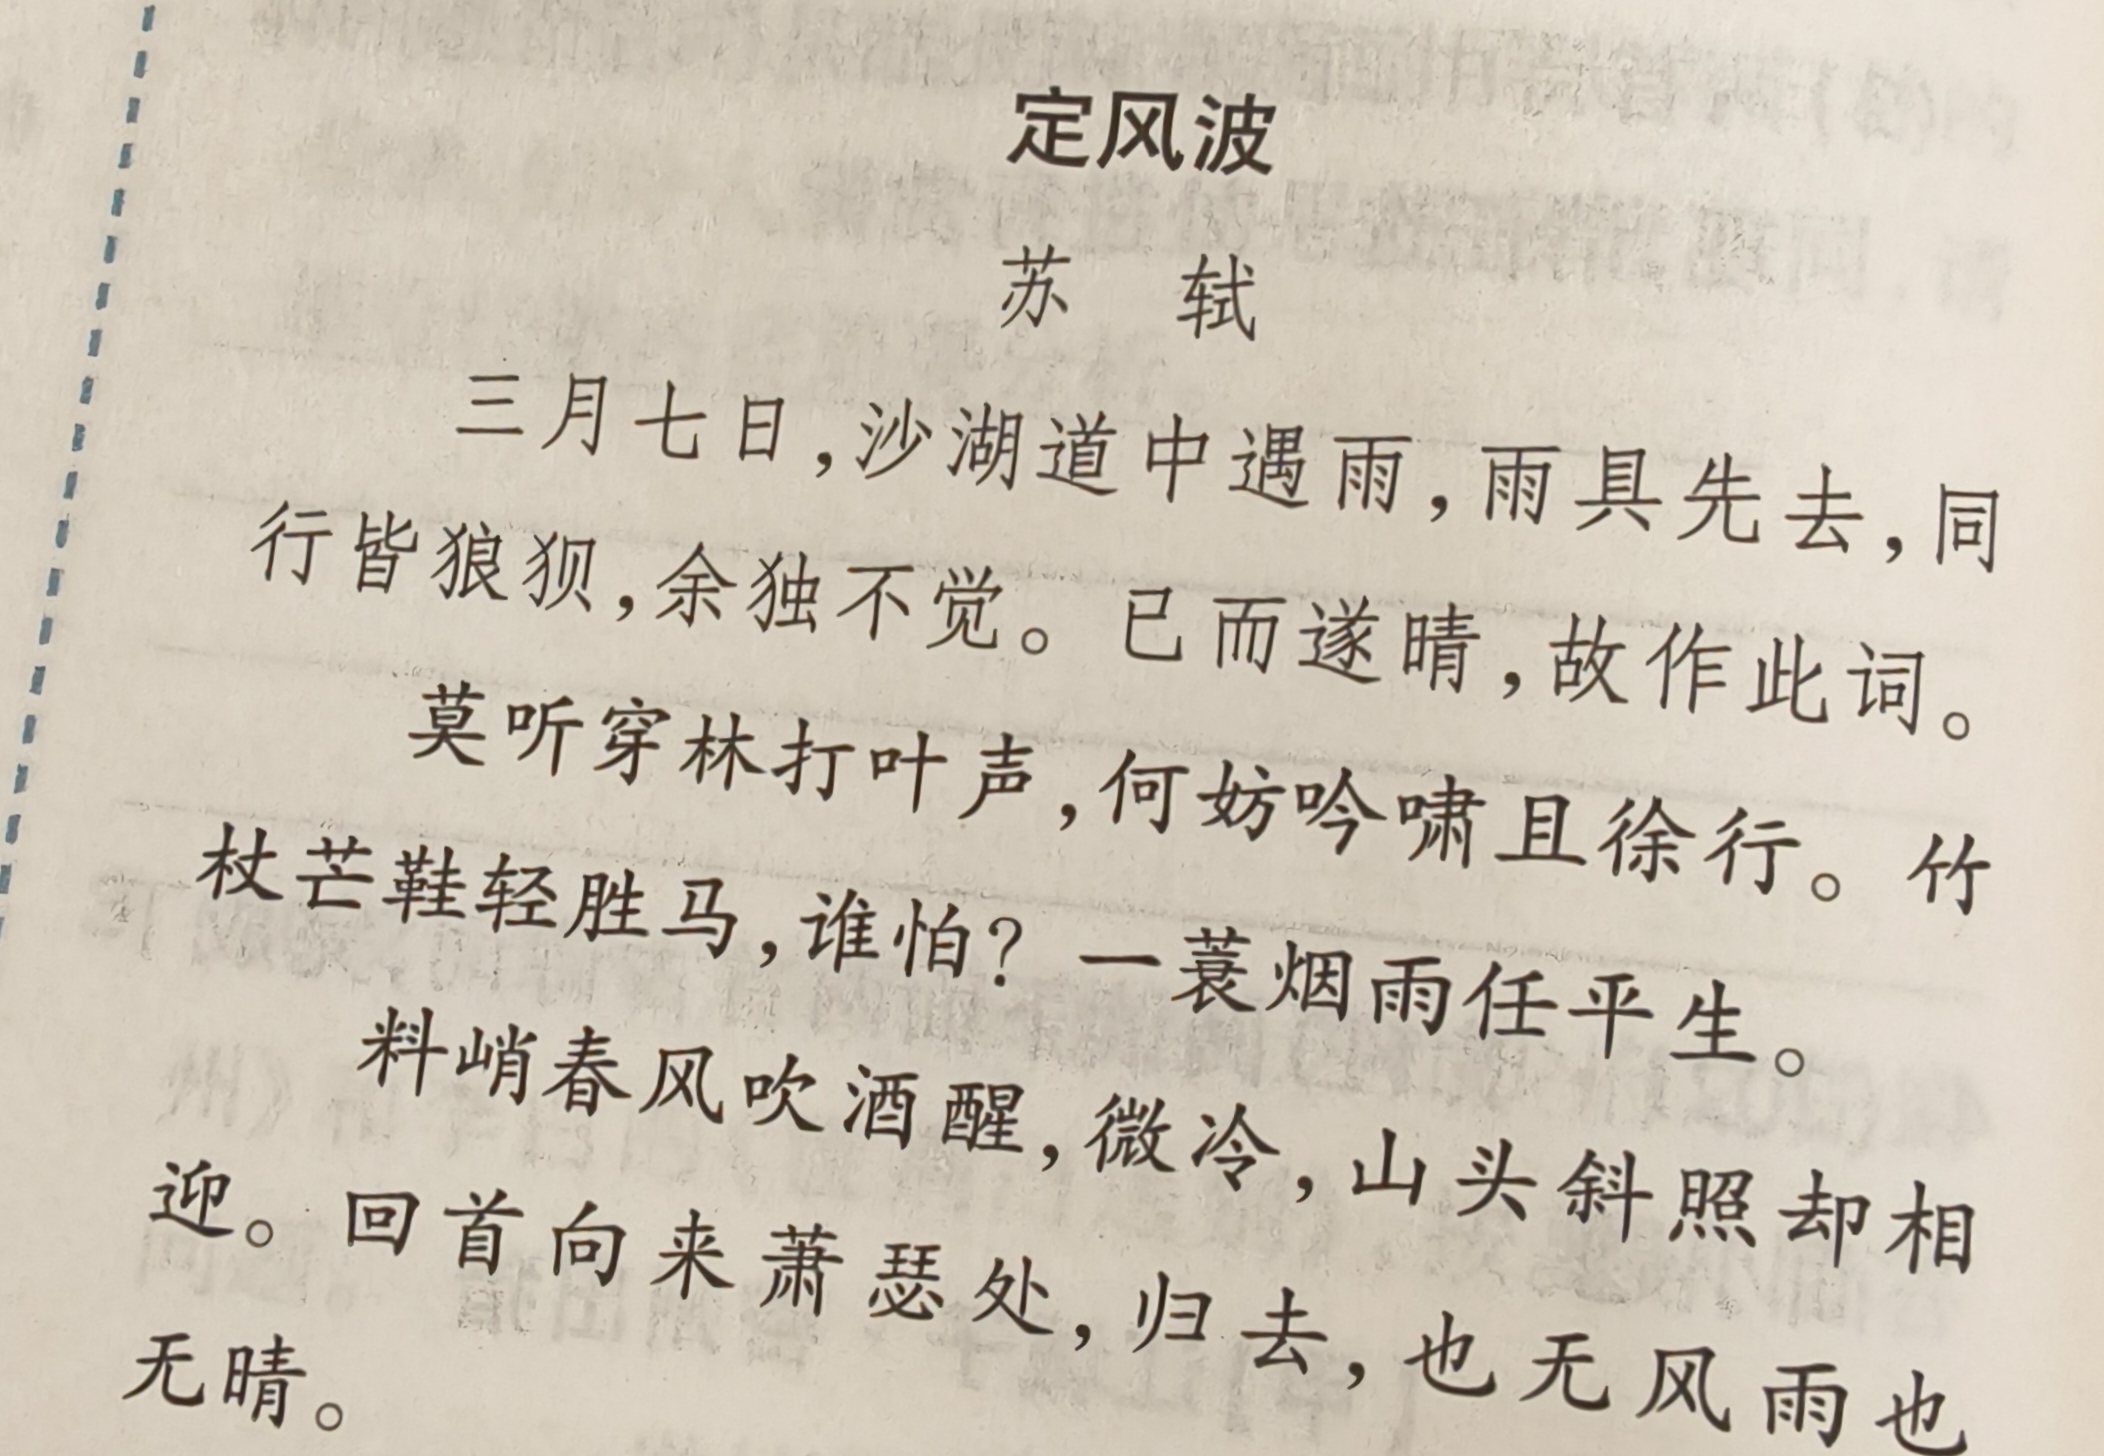 定风波
苏 轼
三月七日,沙湖道中遇雨,雨具先去,同
行皆狼狈,余独不觉。已而遂晴,故作此词。
莫听穿林打叶声,何妨吟啸且徐行。竹
杖芒鞋轻胜马,谁怕?一蓑烟雨任平生。
料峭春风吹酒醒,微冷,山头斜照却相
迎。回首向来萧瑟处,归去,也无风雨也
无晴。